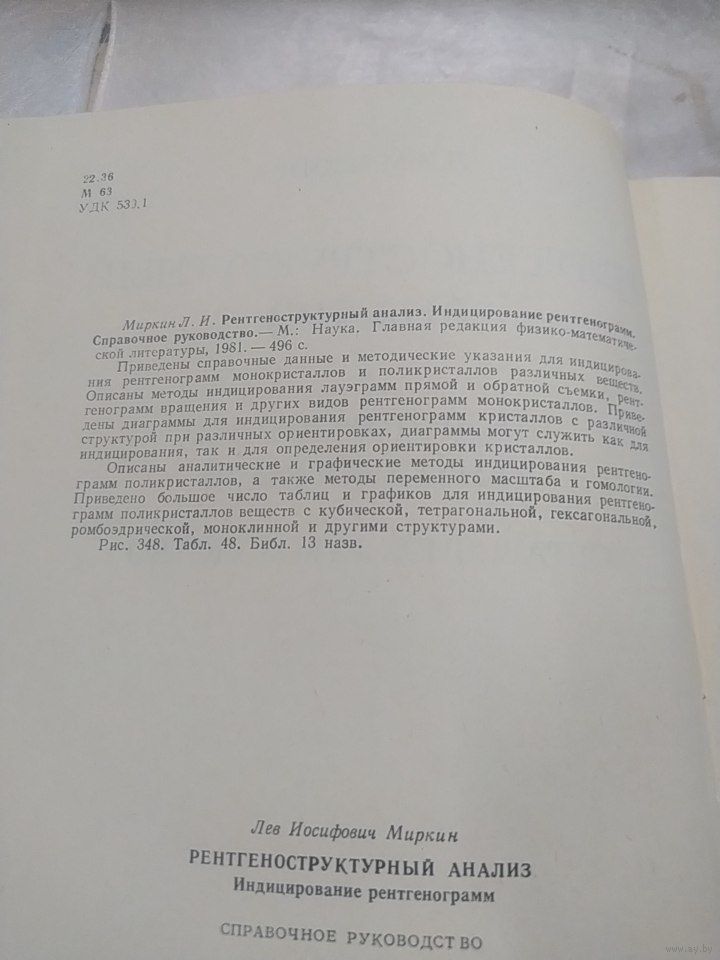 22.36
М 63
УДК 539.1
Миркин Л. И. Рентгеноструктурный анализ. Индицирование рентгенограмм.
Справочное руководство.— М.: Наука. Главная редакция физико-математиче-
ской литературы, 1981.— 496 с.
Приведены справочные данные и методические указания для индицирова-
ния рентгенограмм монокристаллов и поликристаллов различных веществ.
Описаны методы индицирования лауэграмм прямой и обратной съемки, рент-
генограмм вращения и других видов рентгенограмм монокристаллов. Приве-
дены диаграммы для индицирования рентгенограмм кристаллов с различной
структурой при различных ориентировках, диаграммы могут служить как для
индицирования, так и для определения ориентировки кристаллов.
Описаны аналитические и графические методы индицирования рентгено-
грамм поликристаллов, а также методы переменного масштаба и гомологии.
Приведено большое число таблиц и графиков для индицирования рентгено-
грамм поликристаллов веществ с кубической, тетрагональной, гексагональной,
ромбоэдрической, моноклинной и другими структурами.
Рис. 348. Табл. 48. Библ. 13 назв.
Лев Иосифович Миркин
РЕНТГЕНОСТРУКТУРНЫЙ АНАЛИЗ
Индицирование рентгенограмм
СПРАВОЧНОЕ РУКОВОДСТВО
www.ay.by